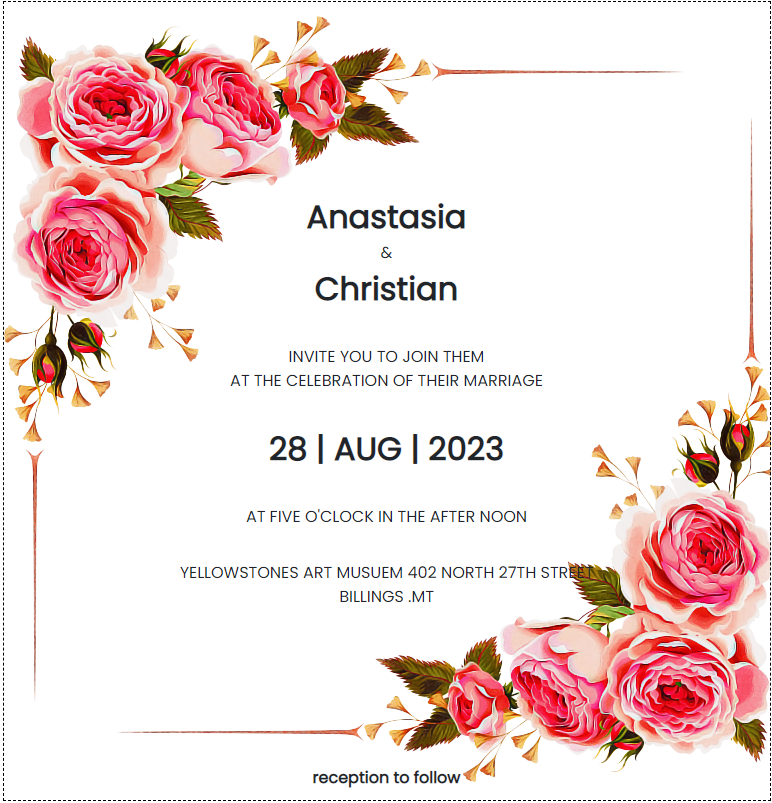 Anastasia
&
Christian
INVITE YOU TO JOIN THEM
AT THE CELEBRATION OF THEIR MARRIAGE
28 | AUG | 2023
AT FIVE O'CLOCK IN THE AFTER NOON
YELLOWSTONES ART MUSUEM 402 NORTH 27TH STREET
BILLINGS .MT
reception to follow